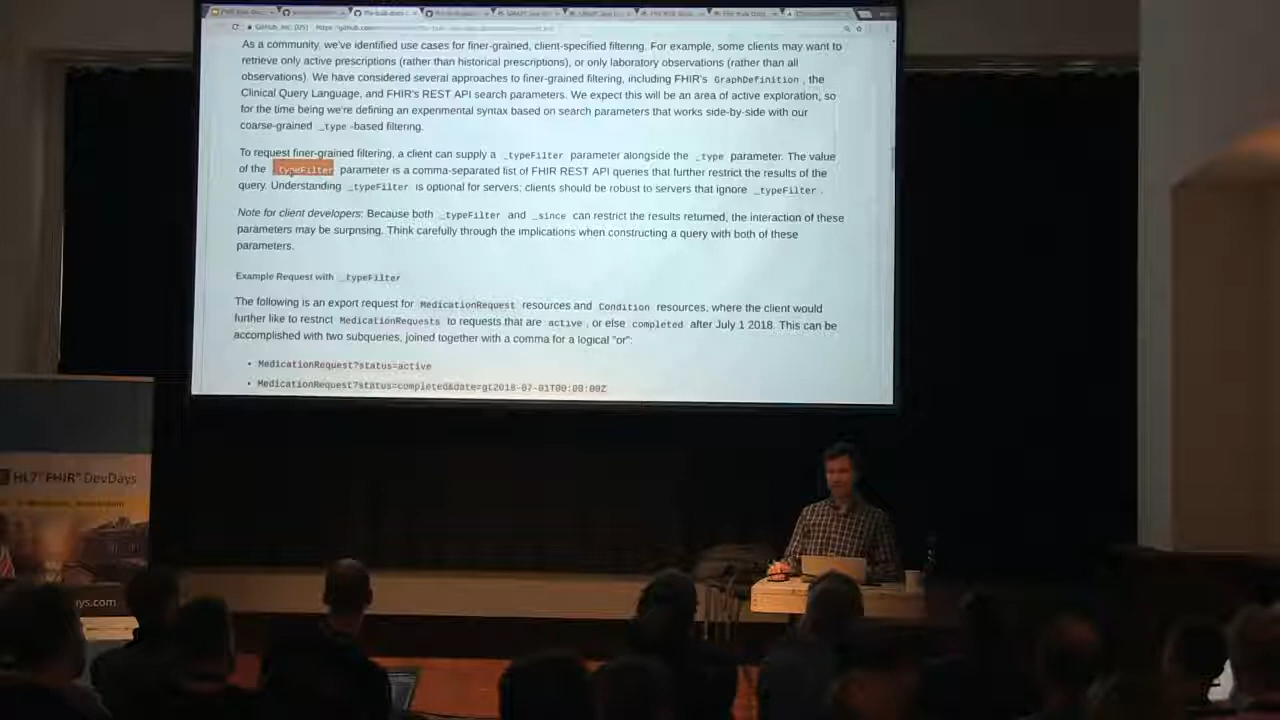 GitHub, Inc. [US]
As a community, we've identified use cases for finer-grained, client-specified filtering. For example, some clients may want to
retrieve only active prescriptions (rather than historical prescriptions), or only laboratory observations (rather than all
observations). We have considered several approaches to finer-grained filtering, including FHIR's GraphDefinition , the
Clinical Query Language, and FHIR's REST API search parameters. We expect this will be an area of active exploration, so
for the time being we're defining an experimental syntax based on search parameters that works side-by-side with our
coarse-grained _type -based filtering.
To request finer-grained filtering, a client can supply a _typeFilter parameter alongside the _type parameter. The value
of the _typeFilter parameter is a comma-separated list of FHIR REST API queries that further restrict the results of the
query. Understanding _typeFilter is optional for servers; clients should be robust to servers that ignore _typeFilter .
Note for client developers: Because both _typeFilter and _since can restrict the results returned, the interaction of these
parameters may be surprising. Think carefully through the implications when constructing a query with both of these
parameters.
Example Request with _typeFilter
The following is an export request for MedicationRequest resources and Condition resources, where the client would
further like to restrict MedicationRequests to requests that are active , or else completed after July 1 2018. This can be
accomplished with two subqueries, joined together with a comma for a logical "or":
• MedicationRequest?status=active
• MedicationRequest?status=completed&date=gt2018-07-01T00:00:00Z
HL7® FHIR® DevDays
ys.com